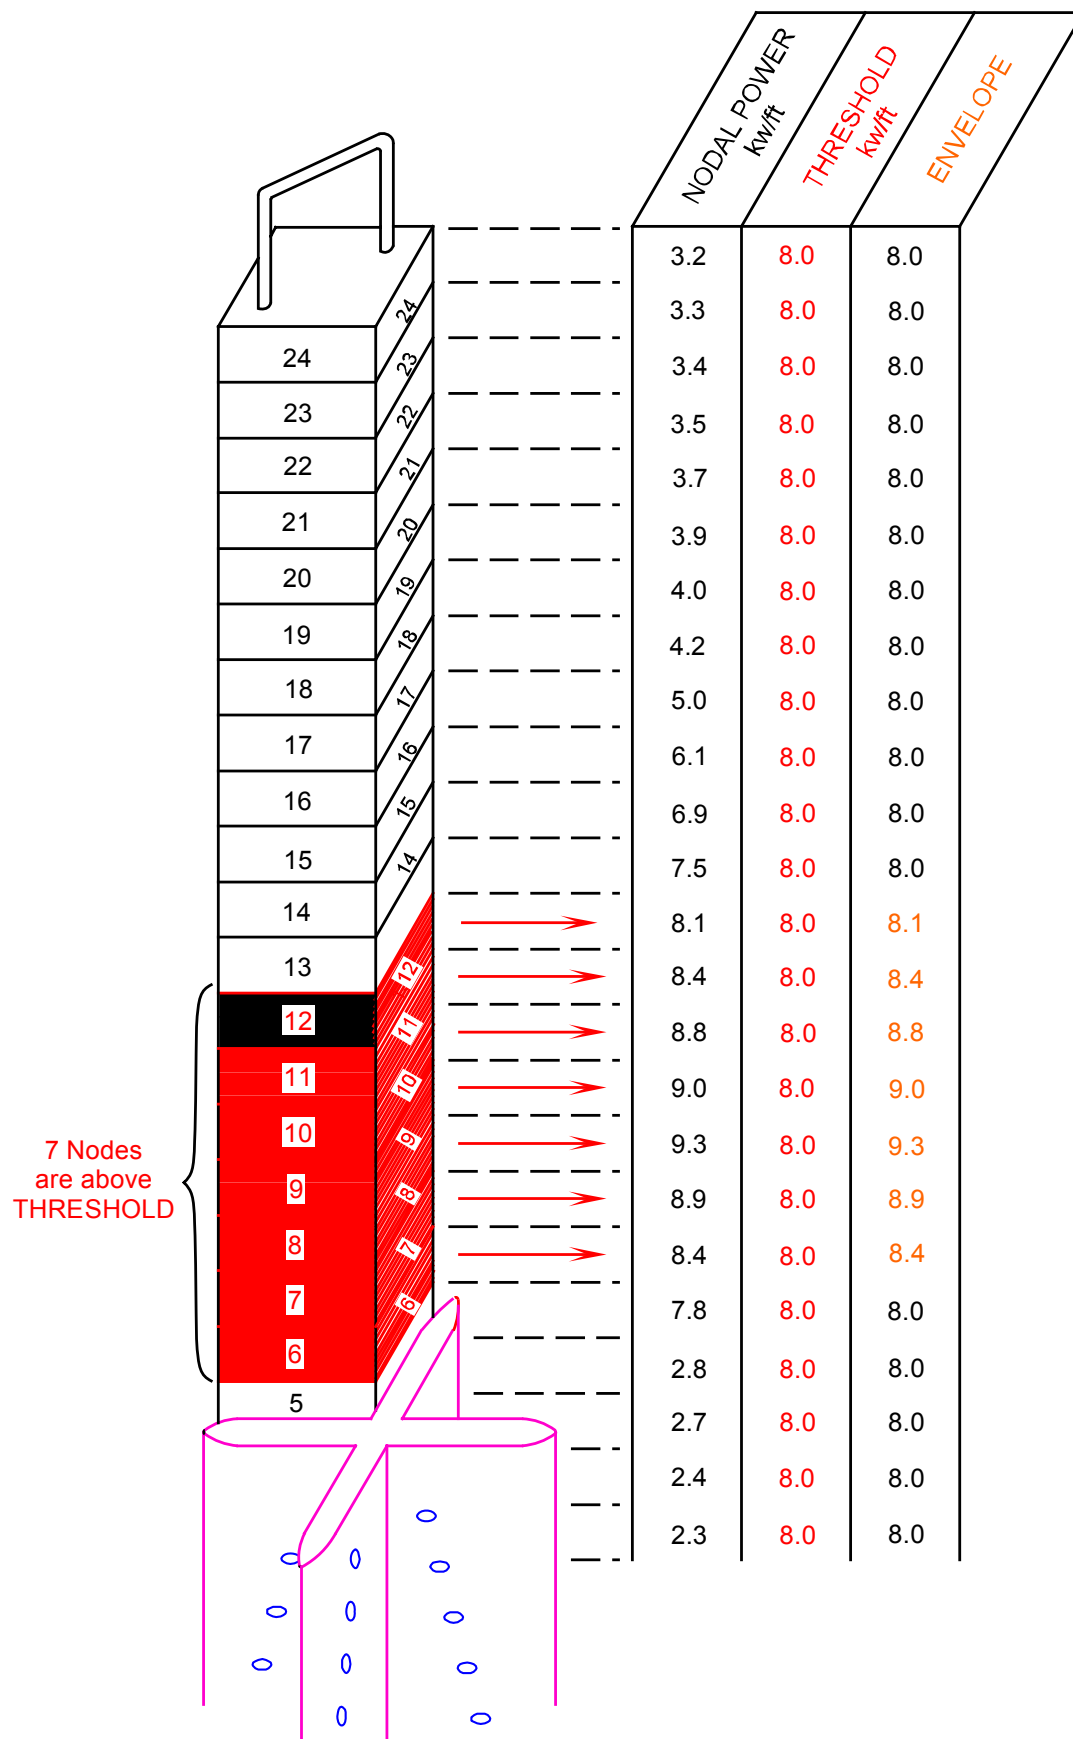 NODAL POWER
kw/ft
THRESHOLD
kw/ft
ENVELOPE
3.2 8.0 8.0
3.3 8.0 8.0
3.4 8.0 8.0
3.5 8.0 8.0
3.7 8.0 8.0
3.9 8.0 8.0
4.0 8.0 8.0
4.2 8.0 8.0
5.0 8.0 8.0
6.1 8.0 8.0
6.9 8.0 8.0
7.5 8.0 8.0
8.1 8.0 8.1
8.4 8.0 8.4
8.8 8.0 8.8
9.0 8.0 9.0
9.3 8.0 9.3
8.9 8.0 8.9
8.4 8.0 8.4
7.8 8.0 8.0
2.8 8.0 8.0
2.7 8.0 8.0
2.4 8.0 8.0
2.3 8.0 8.0
24
23
22
21
20
19
18
17
16
15
14
13
12
11
10
9
8
7
6
5
24
23
22
21
20
19
18
17
16
15
14
12
11
10
9
8
7
6
7 Nodes
are above
THRESHOLD